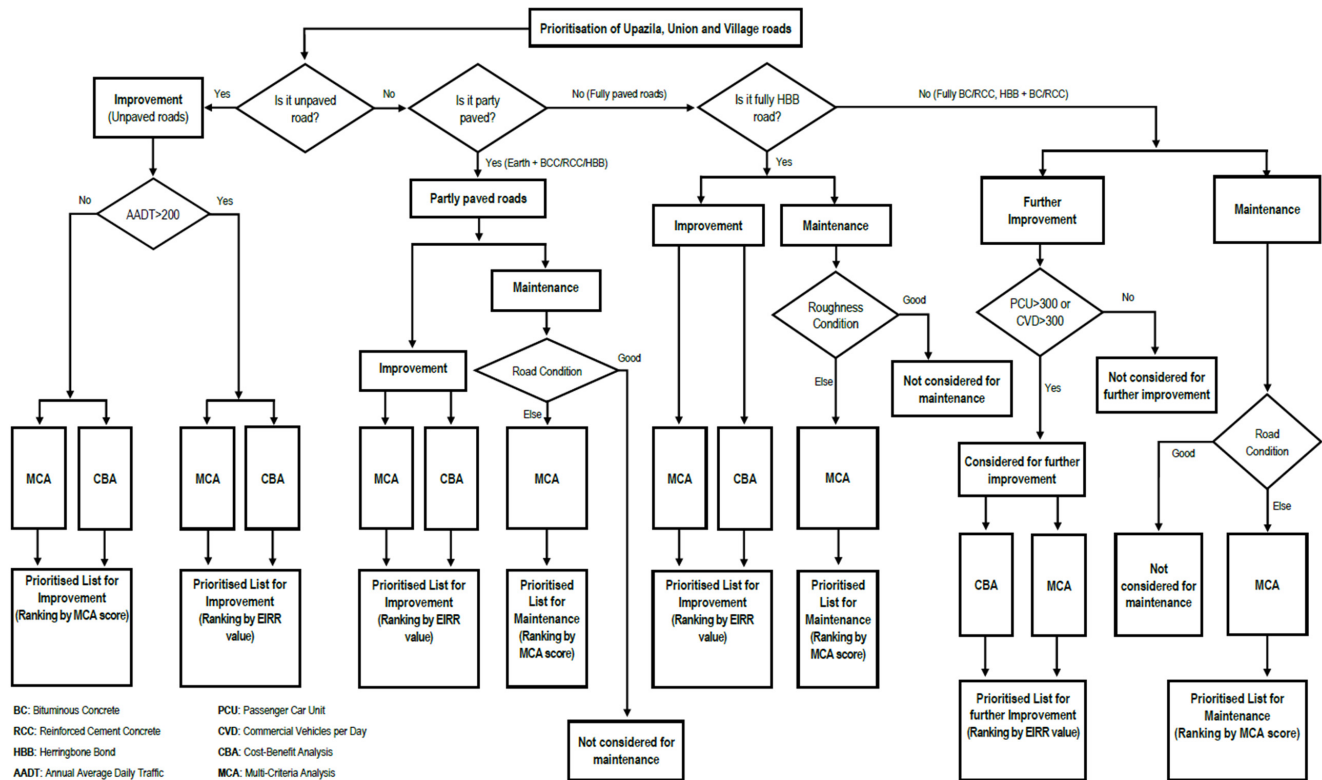 Prioritisation of Upazila, Union and Village roads
Improvement
(Unpaved roads)
Yes
Is it unpaved
road?
No
Is it party
paved?
No (Fully paved roads)
Is it fully HBB
road?
No (Fully BC/RCC, HBB + BC/RCC)
Yes (Earth + BCC/RCC/HBB)
Yes
No
AADT>200
Yes
Partly paved roads
Improvement
Maintenance
Further
Improvement
Maintenance
Maintenance
Roughness
Condition
Good
PCU>300 or
CVD>300
No
Improvement
Road Condition
Good
Else
Not considered for
maintenance
Yes
Not considered for
further improvement
Else
MCA
CBA
MCA
CBA
MCA
CBA
MCA
MCA
CBA
MCA
Considered for further
improvement
Good
Road
Condition
Else
Prioritised List for
Improvement
(Ranking by MCA score)
Prioritised List for
Improvement
(Ranking by EIRR
value)
Prioritised List for
Improvement
(Ranking by EIRR
value)
Prioritised
List for
Maintenance
(Ranking by
MCA score)
Prioritised List for
Improvement
(Ranking by EIRR
value)
Prioritised
List for
Maintenance
(Ranking by
MCA score)
CBA
MCA
Not
considered for
maintenance
MCA
Prioritised List for
further Improvement
(Ranking by EIRR value)
Prioritised List for
Maintenance
(Ranking by MCA score)
Not considered for
maintenance
BC: Bituminous Concrete
RCC: Reinforced Cement Concrete
HBB: Herringbone Bond
AADT: Annual Average Daily Traffic
PCU: Passenger Car Unit
CVD: Commercial Vehicles per Day
CBA: Cost-Benefit Analysis
MCA: Multi-Criteria Analysis